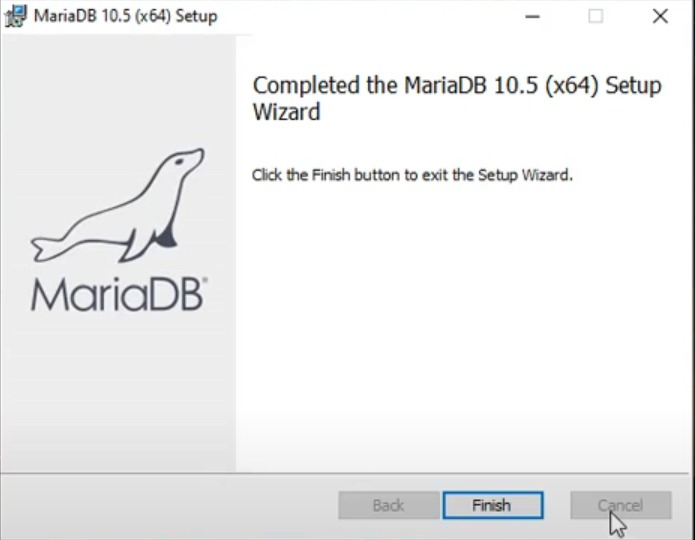 MariaDB 10.5 (x64) Setup
Completed the MariaDB 10.5 (x64) Setup
Wizard
Click the Finish button to exit the Setup Wizard.
MariaDB
Back
Finish
Cancel